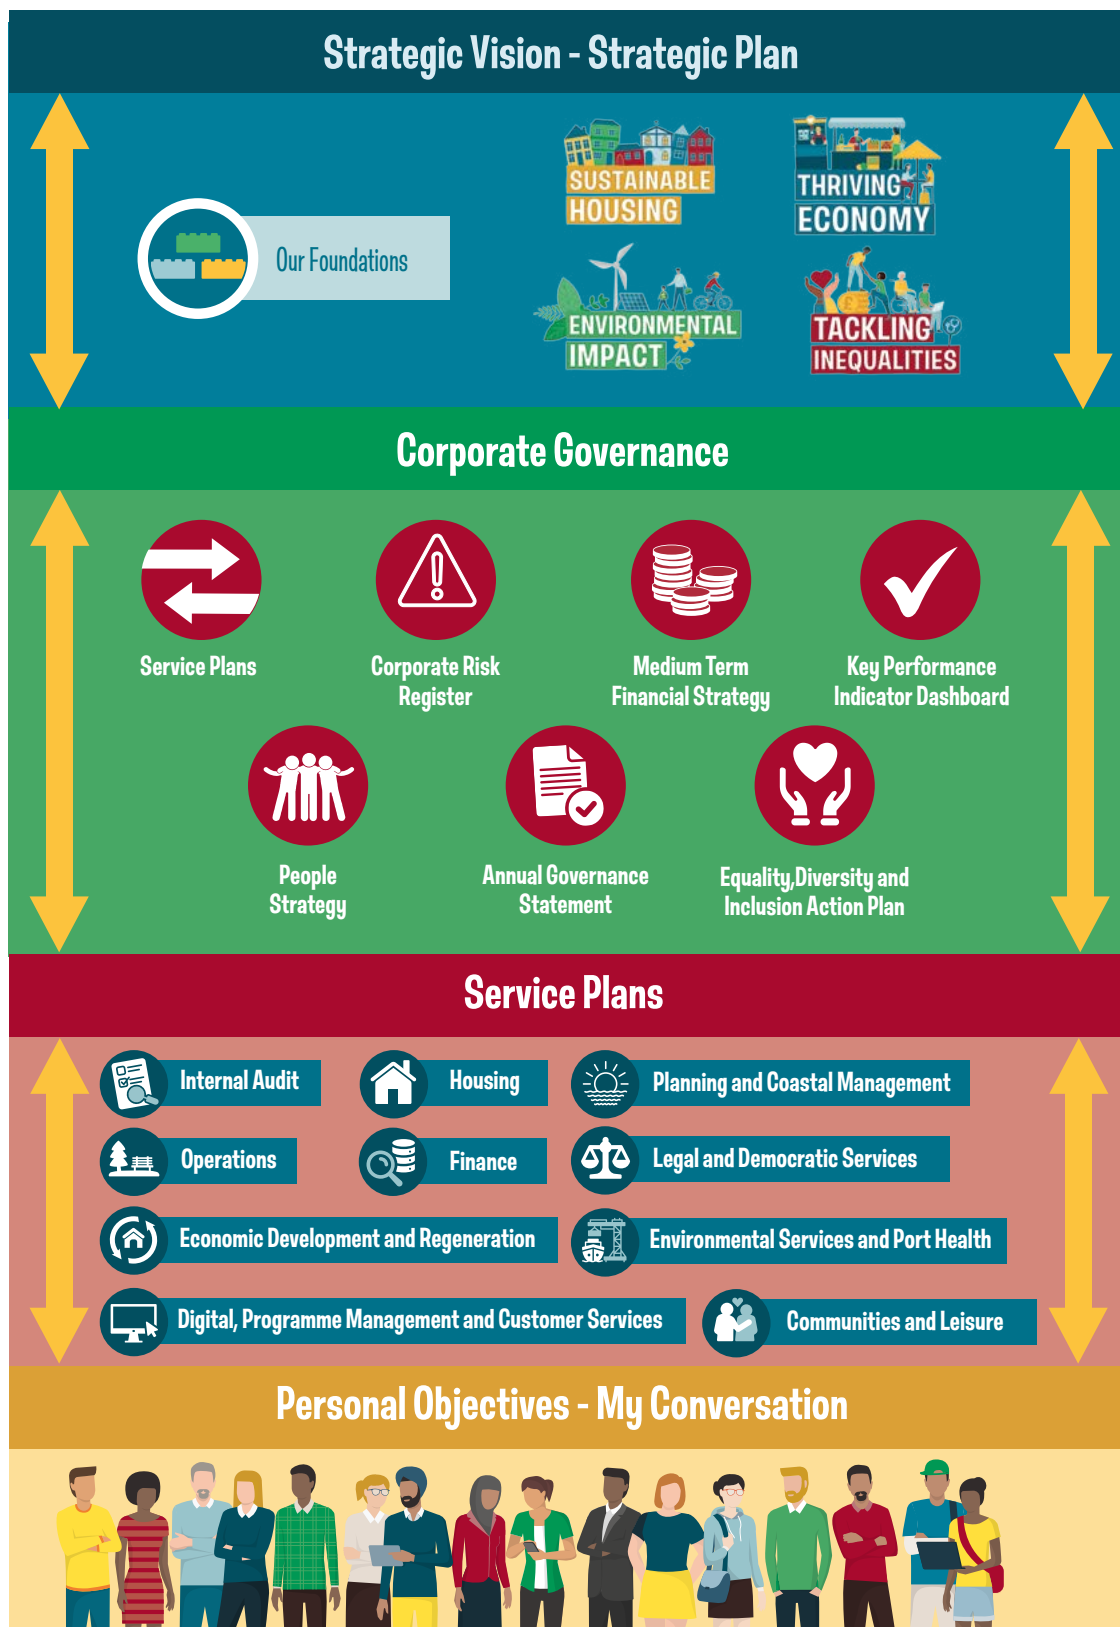 Strategic Vision - Strategic Plan
Our Foundations
SUSTAINABLE
HOUSING
THRIVING
ECONOMY
ENVIRONMENTAL
IMPACT
TACKLING
INEQUALITIES
Corporate Governance
Service Plans
Corporate Risk
Register
Medium Term
Financial Strategy
Key Performance
Indicator Dashboard
People
Strategy
Annual Governance
Statement
Equality,Diversity and
Inclusion Action Plan
Service Plans
Internal Audit
Housing
Planning and Coastal Management
Operations
Finance
Legal and Democratic Services
Economic Development and Regeneration
Environmental Services and Port Health
Digital, Programme Management and Customer Services
Communities and Leisure
Personal Objectives - My Conversation